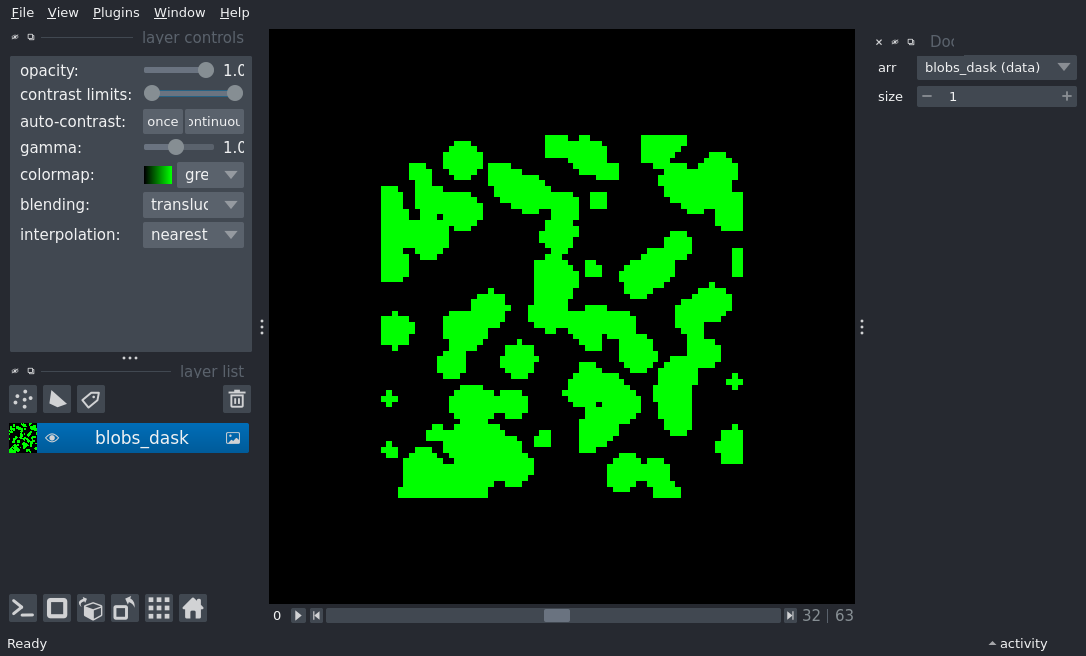 File View Plugins Window Help
layer controls
opacity: 1.0
contrast limits:
auto-contrast: once ontinuou
gamma: 1.0
colormap: gre
blending: transluc
interpolation: nearest
layer list
blobs_dask
0 32 | 63
Ready
Doc
arr blobs_dask (data)
size − 1 +
activity